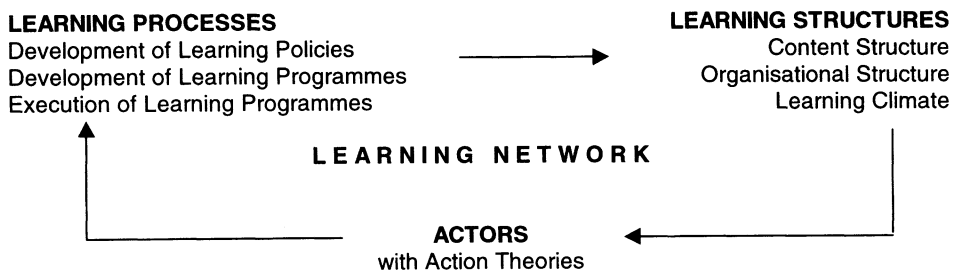 LEARNING PROCESSES
Development of Learning Policies
Development of Learning Programmes
Execution of Learning Programmes
LEARNING STRUCTURES
Content Structure
Organisational Structure
Learning Climate
LEARNING NETWORK
ACTORS
with Action Theories